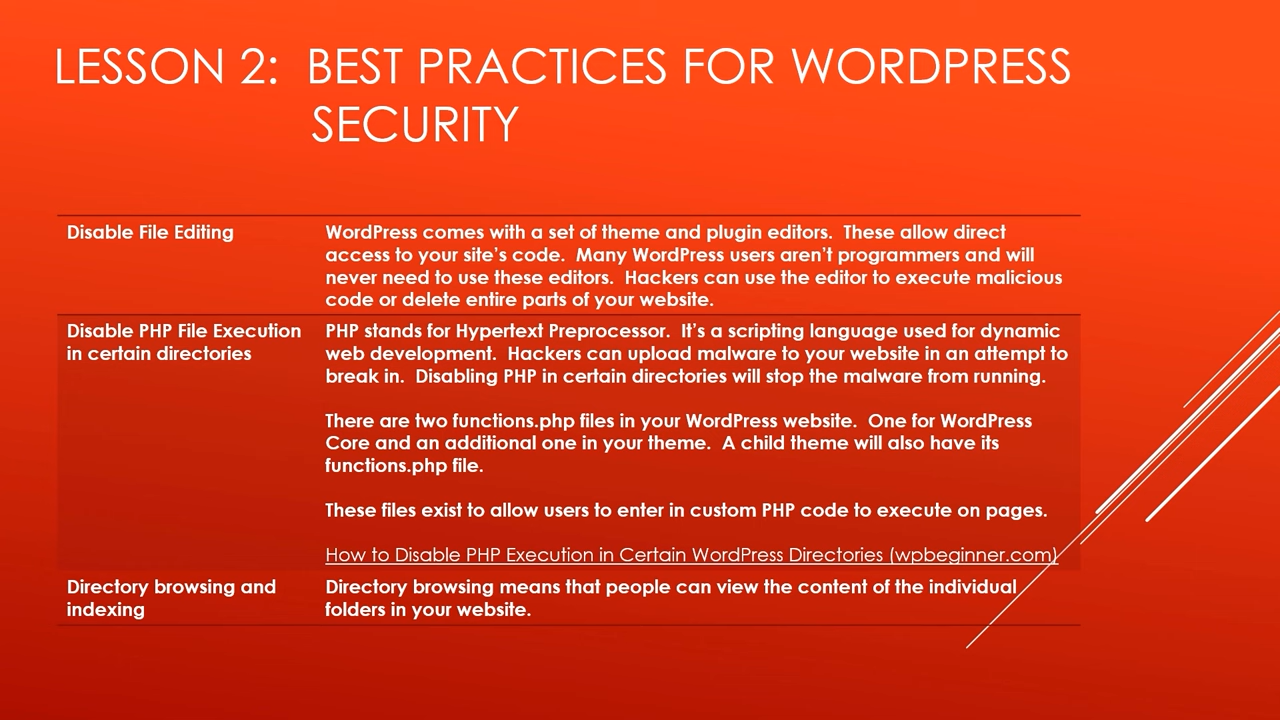 LESSON 2:  BEST PRACTICES FOR WORDPRESS
SECURITY
Disable File Editing
WordPress comes with a set of theme and plugin editors.  These allow direct
access to your site’s code.  Many WordPress users aren’t programmers and will
never need to use these editors.  Hackers can use the editor to execute malicious
code or delete entire parts of your website.
Disable PHP File Execution
in certain directories
PHP stands for Hypertext Preprocessor.  It’s a scripting language used for dynamic
web development.  Hackers can upload malware to your website in an attempt to
break in.  Disabling PHP in certain directories will stop the malware from running.
There are two functions.php files in your WordPress website.  One for WordPress
Core and an additional one in your theme.  A child theme will also have its
functions.php file.
These files exist to allow users to enter in custom PHP code to execute on pages.
How to Disable PHP Execution in Certain WordPress Directories (wpbeginner.com)
Directory browsing and
indexing
Directory browsing means that people can view the content of the individual
folders in your website.